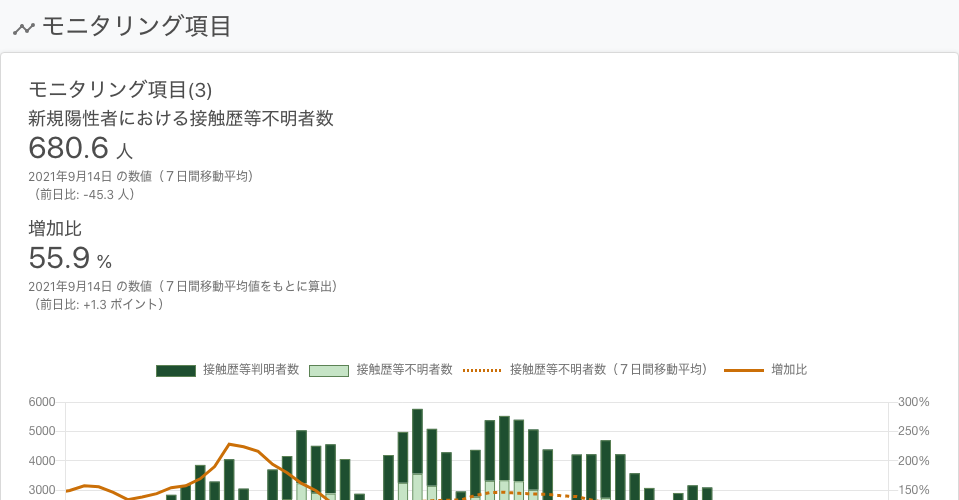 モニタリング項目
モニタリング項目(3)
新規陽性者における接触歴等不明者数
680.6 人
2021年9月14日 の数値（７日間移動平均）
（前日比: -45.3 人）
増加比
55.9 %
2021年9月14日 の数値（７日間移動平均値をもとに算出）
（前日比: +1.3 ポイント）
接触歴等判明者数 接触歴等不明者数 接触歴等不明者数（７日間移動平均） 増加比
6000 300%
5000 250%
4000 200%
3000 150%